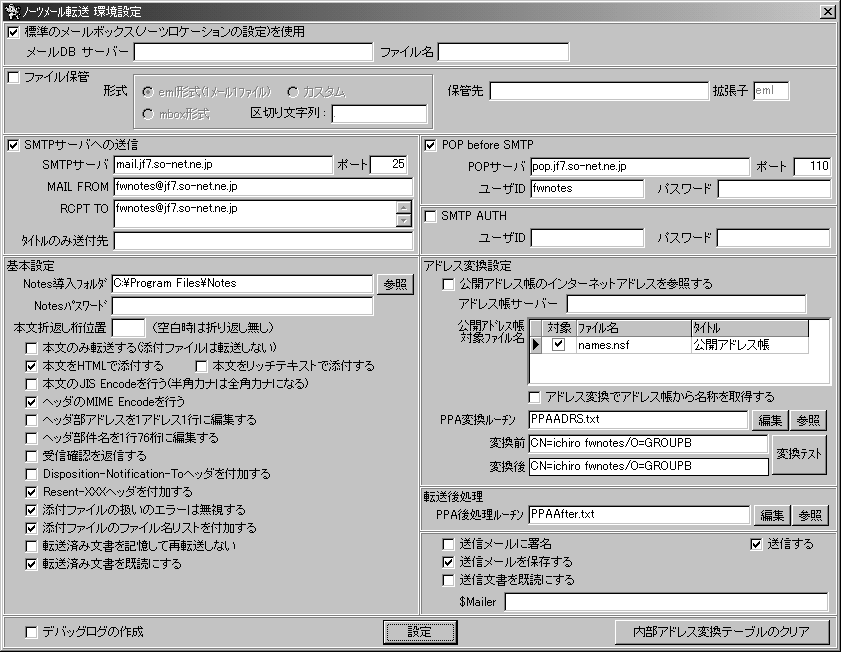 ノーツメール転送 環境設定
標準のメールボックス(ノーツロケーションの設定)を使用
メールDB サーバー ファイル名
ファイル保管
形式 eml形式(1メール1ファイル) カスタム 保管先 拡張子 eml
mbox形式 区切り文字列:
SMTPサーバへの送信
SMTPサーバ mail.jf7.so-net.ne.jp ポート 25
MAIL FROM fwnotes@jf7.so-net.ne.jp
RCPT TO fwnotes@jf7.so-net.ne.jp
タイトルのみ送付先
POP before SMTP
POPサーバ pop.jf7.so-net.ne.jp ポート 110
ユーザID fwnotes パスワード
SMTP AUTH
ユーザID パスワード
基本設定
Notes導入フォルダ C:¥Program Files¥Notes 参照
Notesパスワード
本文折返し桁位置 (空白時は折り返し無し)
本文のみ転送する(添付ファイルは転送しない)
本文をHTMLで添付する 本文をリッチテキストで添付する
本文のJIS Encodeを行う(半角カナは全角カナになる)
ヘッダのMIME Encodeを行う
ヘッダ部アドレスを1アドレス1行に編集する
ヘッダ部件名を1行76桁に編集する
受信確認を返信する
Disposition-Notification-Toヘッダを付加する
Resent-XXXヘッダを付加する
添付ファイルの扱いのエラーは無視する
添付ファイルのファイル名リストを付加する
転送済み文書を記憶して再転送しない
転送済み文書を既読にする
アドレス変換設定
公開アドレス帳のインターネットアドレスを参照する
アドレス帳サーバー
公開アドレス帳
対象ファイル名
対象 ファイル名 タイトル
names.nsf 公開アドレス帳
アドレス変換でアドレス帳から名称を取得する
PPA変換ルーチン PPAADRS.txt 編集 参照
変換前 CN=ichiro fwnotes/O=GROUPB
変換後 CN=ichiro fwnotes/O=GROUPB
変換テスト
転送後処理
PPA後処理ルーチン PPAAfter.txt 編集 参照
送信メールに署名 送信する
送信メールを保存する
送信文書を既読にする
$Mailer
デバッグログの作成 設定 内部アドレス変換テーブルのクリア